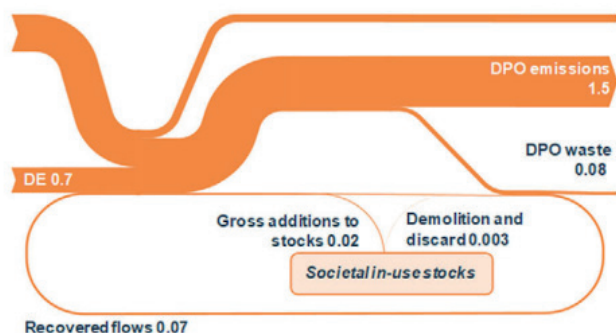 DPO emissions
1.5
DE 0.7
DPO waste
0.08
Gross additions to
stocks 0.02
Demolition and
discard 0.003
Societal in-use stocks
Recovered flows 0.07